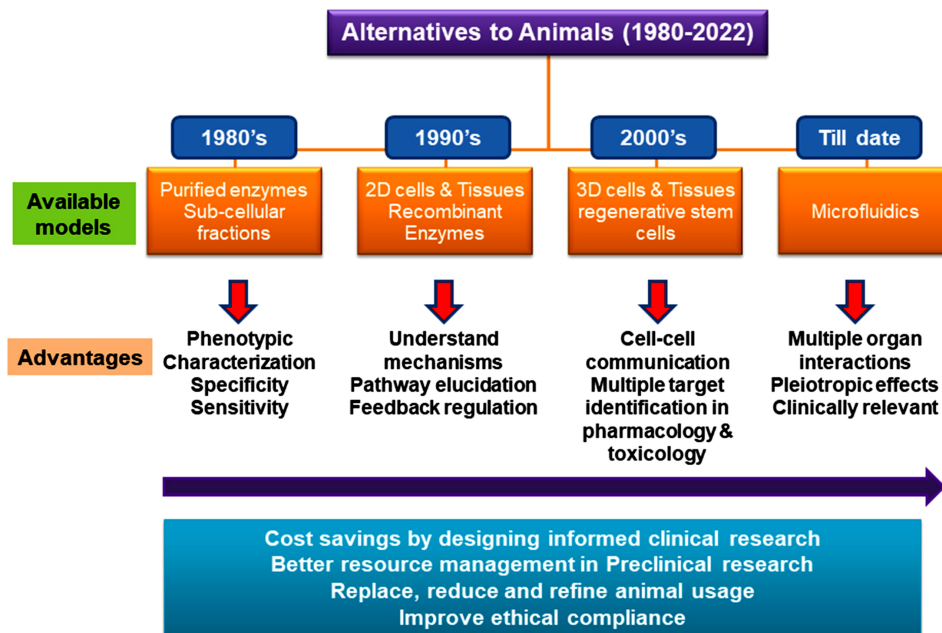 Alternatives to Animals (1980-2022)
1980's
1990's
2000's
Till date
Available
models
Purified enzymes
Sub-cellular
fractions
2D cells & Tissues
Recombinant
Enzymes
3D cells & Tissues
regenerative stem
cells
Microfluidics
Advantages
Phenotypic
Characterization
Specificity
Sensitivity
Understand
mechanisms
Pathway elucidation
Feedback regulation
Cell-cell
communication
Multiple target
identification in
pharmacology &
toxicology
Multiple organ
interactions
Pleiotropic effects
Clinically relevant
Cost savings by designing informed clinical research
Better resource management in Preclinical research
Replace, reduce and refine animal usage
Improve ethical compliance